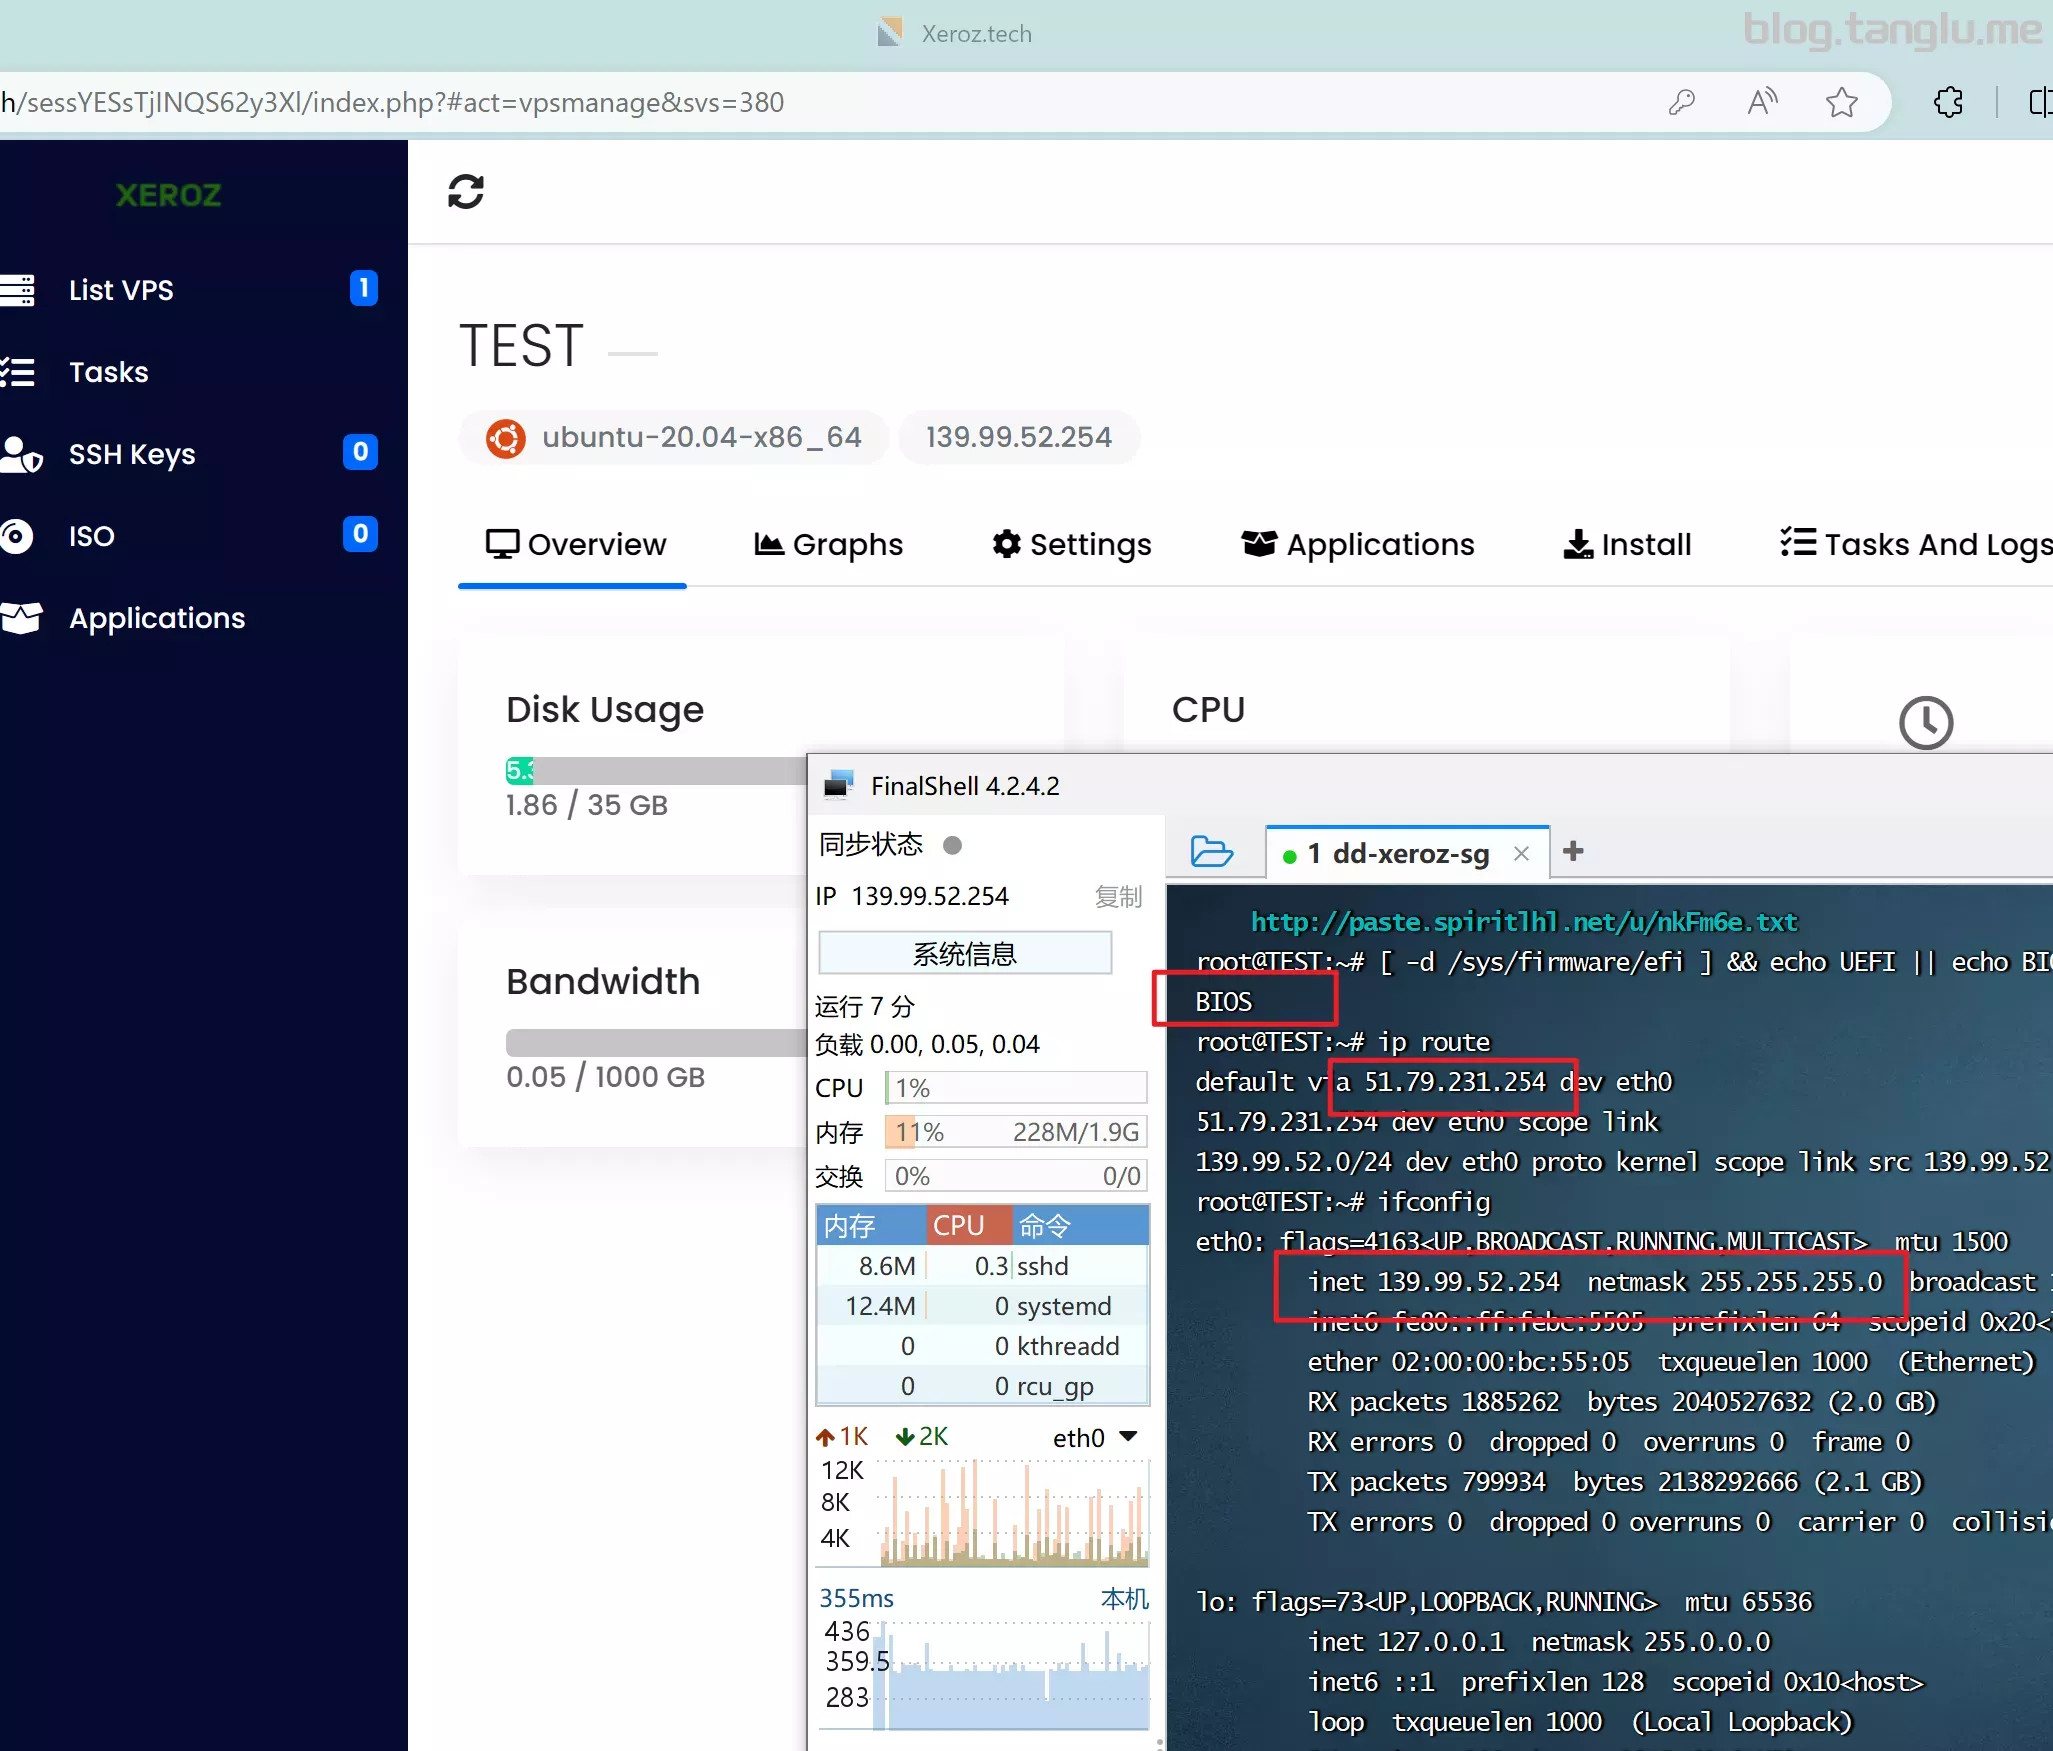 Xeroz.tech
blog.tanglu.me
h/sessYESsTjINQS62y3Xl/index.php?#act=vpsmanage&svs=380
XEROZ
List VPS 1
Tasks
SSH Keys 0
ISO 0
Applications
TEST
ubuntu-20.04-x86_64 139.99.52.254
Overview Graphs Settings Applications Install Tasks And Logs
Disk Usage
5.3
1.86 / 35 GB
CPU
Bandwidth
0.05 / 1000 GB
FinalShell 4.2.4.2
同步状态
IP 139.99.52.254 复制
系统信息
运行 7 分
负载 0.00, 0.05, 0.04
CPU 1%
内存 11% 228M/1.9G
交换 0% 0/0
内存 CPU 命令
8.6M 0.3 sshd
12.4M 0 systemd
0 0 kthreadd
0 0 rcu_gp
1K 2K eth0
12K
8K
4K
355ms 本机
436
359.5
283
1 dd-xeroz-sg
http://paste.spiritlhl.net/u/nkFm6e.txt
root@TEST:~# [ -d /sys/firmware/efi ] && echo UEFI || echo BIO
BIOS
root@TEST:~# ip route
default via 51.79.231.254 dev eth0
51.79.231.254 dev eth0 scope link
139.99.52.0/24 dev eth0 proto kernel scope link src 139.99.52
root@TEST:~# ifconfig
eth0: flags=4163<UP,BROADCAST,RUNNING,MULTICAST> mtu 1500
inet 139.99.52.254 netmask 255.255.255.0 broadcast 1
inet6 fe80::ff:febc:5505 prefixlen 64 scopeid 0x20<
ether 02:00:00:bc:55:05 txqueuelen 1000 (Ethernet)
RX packets 1885262 bytes 2040527632 (2.0 GB)
RX errors 0 dropped 0 overruns 0 frame 0
TX packets 799934 bytes 2138292666 (2.1 GB)
TX errors 0 dropped 0 overruns 0 carrier 0 collisi
lo: flags=73<UP,LOOPBACK,RUNNING> mtu 65536
inet 127.0.0.1 netmask 255.0.0.0
inet6 ::1 prefixlen 128 scopeid 0x10<host>
loop txqueuelen 1000 (Local Loopback)